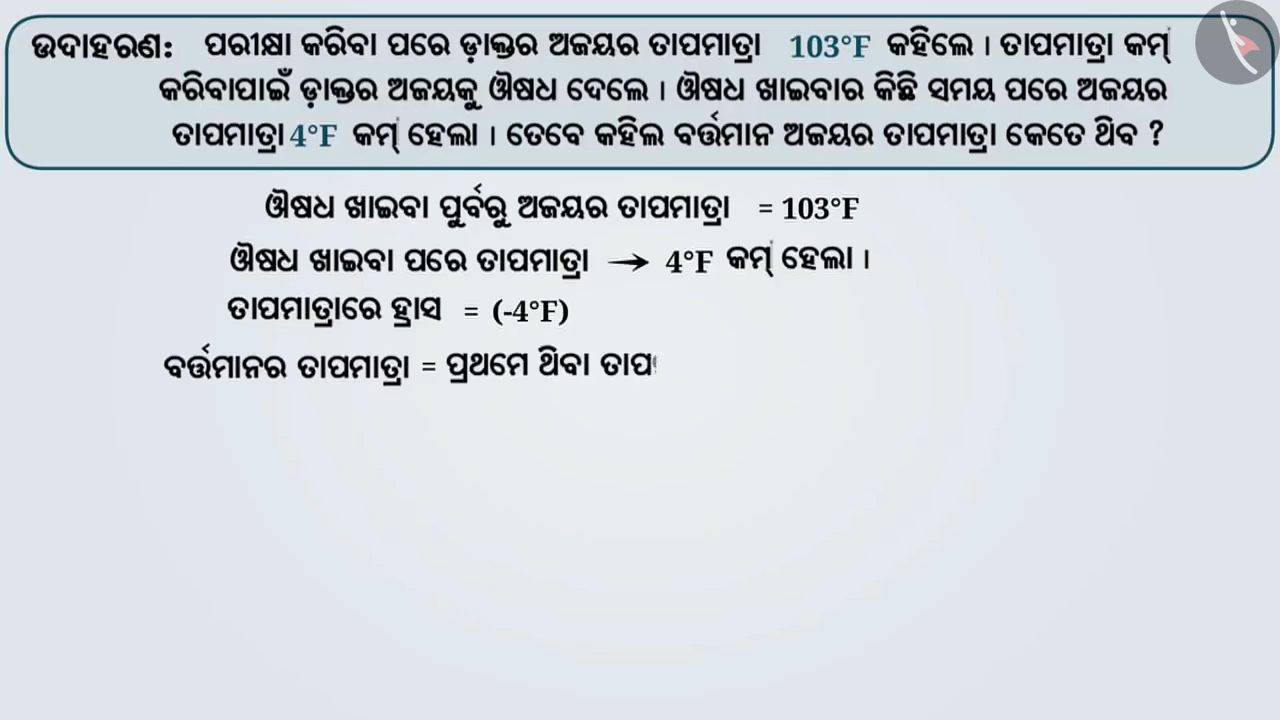 ଉଦାହରଣ: ପରୀକ୍ଷା କରିବା ପରେ ଡ଼ାକ୍ତର ଅଜୟର ତାପମାତ୍ରା 103°F କହିଲେ । ତାପମାତ୍ରା କମ୍
କରିବାପାଇଁ ଡ଼ାକ୍ତର ଅଜୟକୁ ଔଷଧ ଦେଲେ । ଔଷଧ ଖାଇବାର କିଛି ସମୟ ପରେ ଅଜୟର
ତାପମାତ୍ରା 4°F କମ୍ ହେଲା । ତେବେ କହିଲ ବର୍ତ୍ତମାନ ଅଜୟର ତାପମାତ୍ରା କେତେ ଥିବ ?
ଔଷଧ ଖାଇବା ପୁର୍ବରୁ ଅଜୟର ତାପମାତ୍ରା = 103°F
ଔଷଧ ଖାଇବା ପରେ ତାପମାତ୍ରା → 4°F କମ୍ ହେଲା ।
ତାପମାତ୍ରାରେ ହ୍ରାସ = (-4°F)
ବର୍ତ୍ତମାନର ତାପମାତ୍ରା = ପ୍ରଥମେ ଥିବା ତାପ